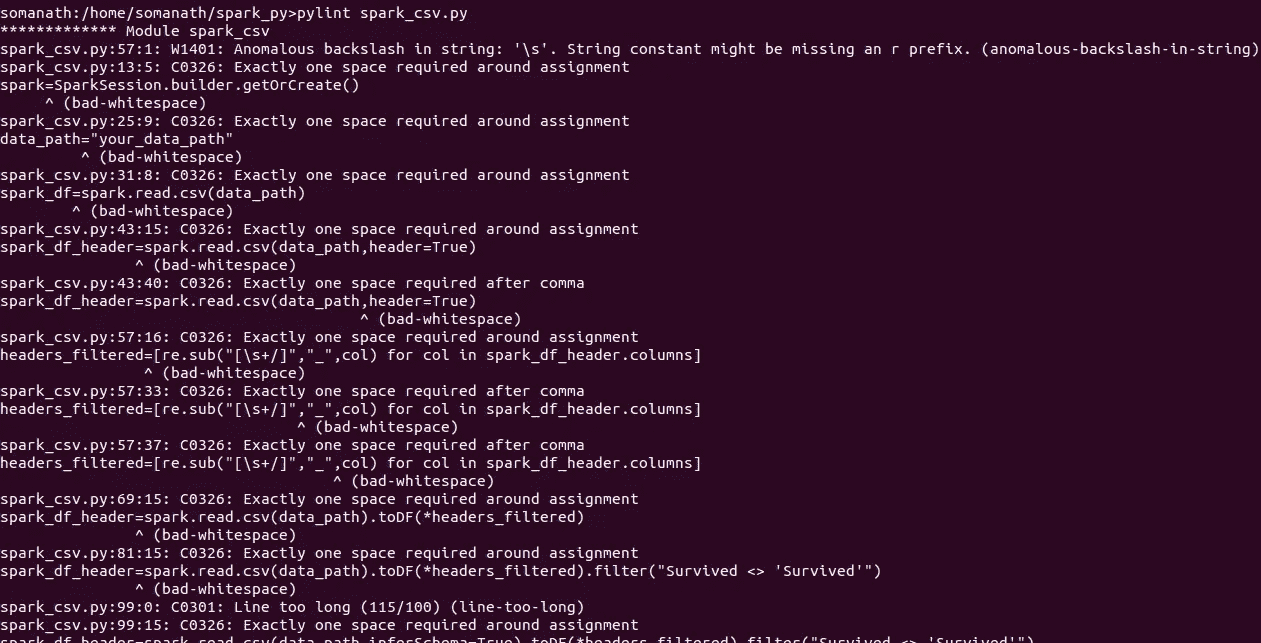 somanath:/home/somanath/spark_py>pylint spark_csv.py
************* Module spark_csv
spark_csv.py:57:1: W1401: Anomalous backslash in string: '\s'. String constant might be missing an r prefix. (anomalous-backslash-in-string)
spark_csv.py:13:5: C0326: Exactly one space required around assignment
spark=SparkSession.builder.getOrCreate()
     ^ (bad-whitespace)
spark_csv.py:25:9: C0326: Exactly one space required around assignment
data_path="your_data_path"
         ^ (bad-whitespace)
spark_csv.py:31:8: C0326: Exactly one space required around assignment
spark_df=spark.read.csv(data_path)
        ^ (bad-whitespace)
spark_csv.py:43:15: C0326: Exactly one space required around assignment
spark_df_header=spark.read.csv(data_path,header=True)
               ^ (bad-whitespace)
spark_csv.py:43:40: C0326: Exactly one space required after comma
spark_df_header=spark.read.csv(data_path,header=True)
                                        ^ (bad-whitespace)
spark_csv.py:57:16: C0326: Exactly one space required around assignment
headers_filtered=[re.sub("[\s+/]","_",col) for col in spark_df_header.columns]
                ^ (bad-whitespace)
spark_csv.py:57:33: C0326: Exactly one space required after comma
headers_filtered=[re.sub("[\s+/]","_",col) for col in spark_df_header.columns]
                                 ^ (bad-whitespace)
spark_csv.py:57:37: C0326: Exactly one space required after comma
headers_filtered=[re.sub("[\s+/]","_",col) for col in spark_df_header.columns]
                                     ^ (bad-whitespace)
spark_csv.py:69:15: C0326: Exactly one space required around assignment
spark_df_header=spark.read.csv(data_path).toDF(*headers_filtered)
               ^ (bad-whitespace)
spark_csv.py:81:15: C0326: Exactly one space required around assignment
spark_df_header=spark.read.csv(data_path).toDF(*headers_filtered).filter("Survived <> 'Survived'")
               ^ (bad-whitespace)
spark_csv.py:99:0: C0301: Line too long (115/100) (line-too-long)
spark_csv.py:99:15: C0326: Exactly one space required around assignment
spark_df_header=spark.read.csv(data_path,inferSchema=True).toDF(*headers_filtered).filter("Survived <> 'Survived'")